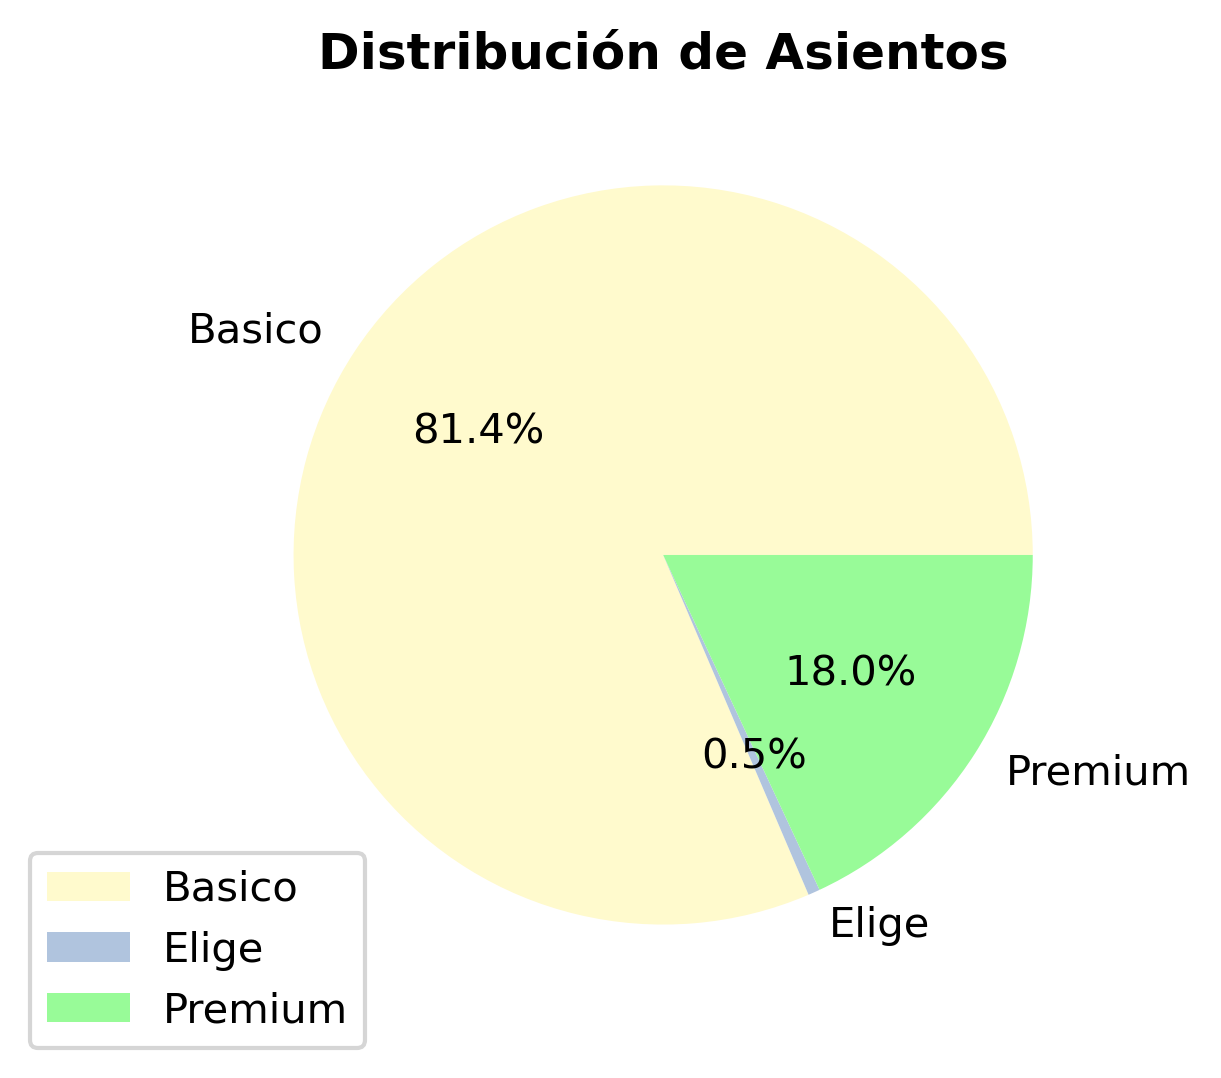 Distribución de Asientos
Basico
81.4%
18.0%
0.5%
Premium
Elige
Basico
Elige
Premium